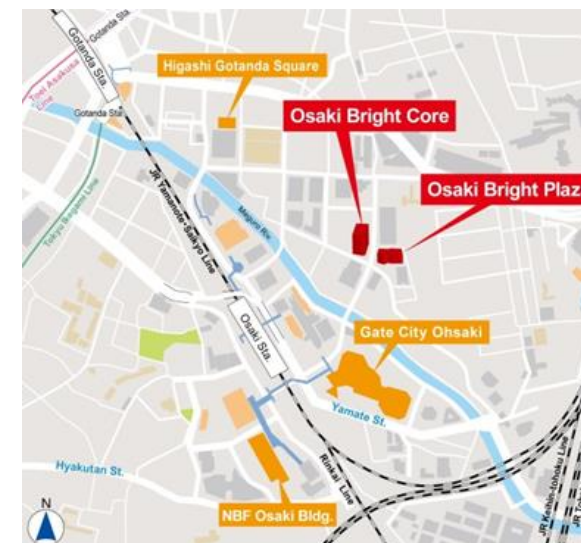 Gotanda Sta.
Gotanda Sta.
Toei Asakusa
Line
Higashi Gotanda Square
Gotanda Sta.
Osaki Bright Core
Osaki Bright Plaz
JR Yamanote·Saikyo Line
Meguro Riv.
Tokyu Ikegami Line
Gate City Ohsaki
Osaki Sta.
Yamate St.
Hyakutan St.
Rinkai Line
NBF Osaki Bldg.
JR Keihin-tohoku Line
N